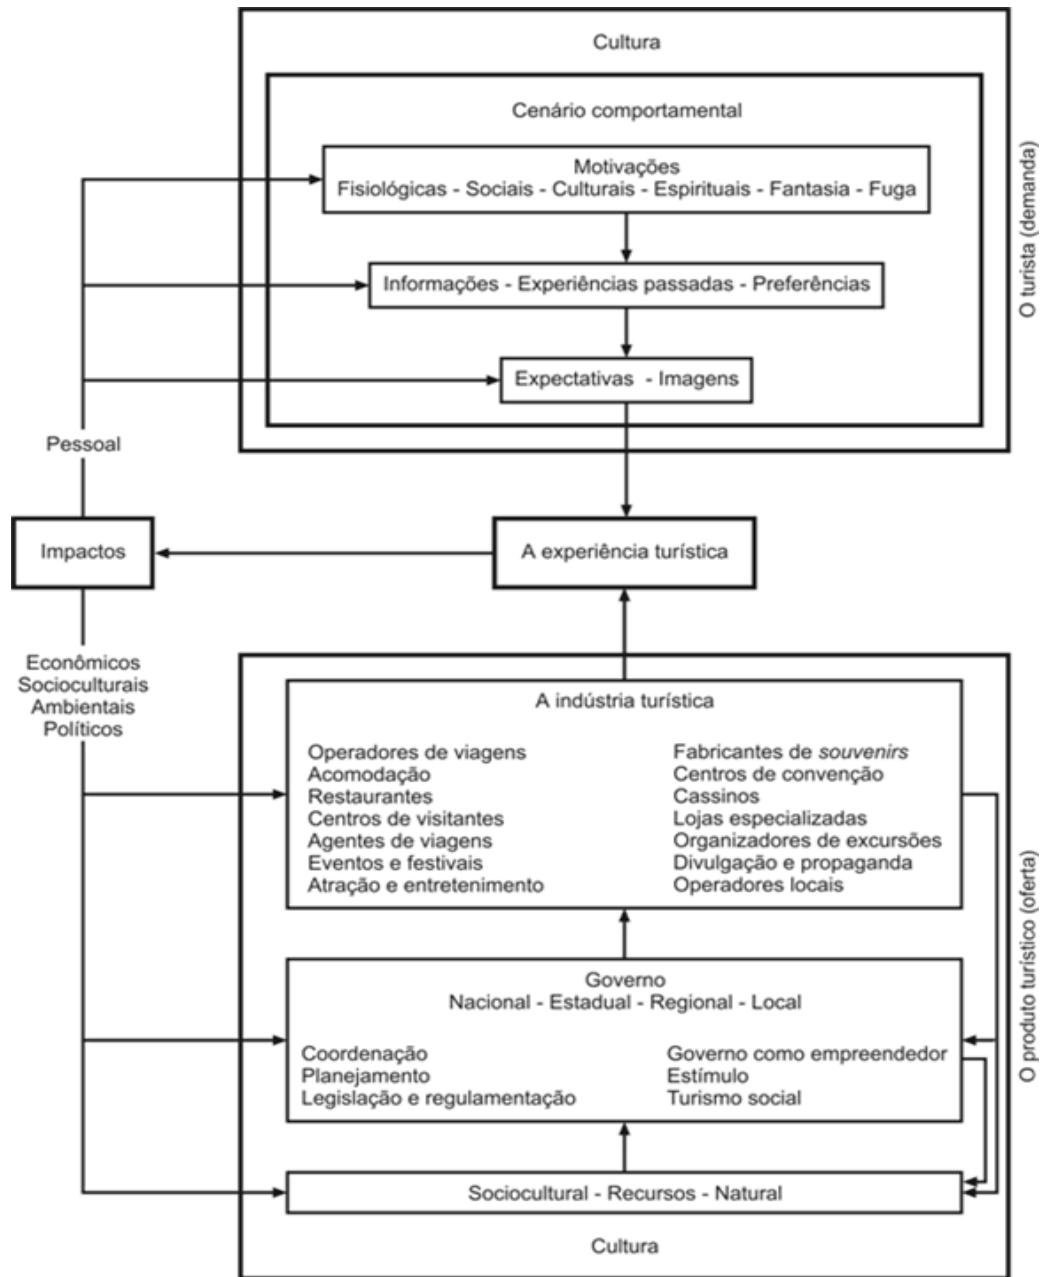 Cultura
Cenário comportamental
Motivações
Fisiológicas - Sociais - Culturais - Espirituais - Fantasia - Fuga
Informações - Experiências passadas - Preferências
Expectativas - Imagens
O turista (demanda)
Pessoal
Impactos
A experiência turística
Econômicos
Socioculturais
Ambientais
Políticos
A indústria turística
Operadores de viagens
Acomodação
Restaurantes
Centros de visitantes
Agentes de viagens
Eventos e festivais
Atração e entretenimento
Fabricantes de souvenirs
Centros de convenção
Cassinos
Lojas especializadas
Organizadores de excursões
Divulgação e propaganda
Operadores locais
Governo
Nacional - Estadual - Regional - Local
Coordenação
Planejamento
Legislação e regulamentação
Governo como empreendedor
Estímulo
Turismo social
Sociocultural - Recursos - Natural
Cultura
O produto turístico (oferta)